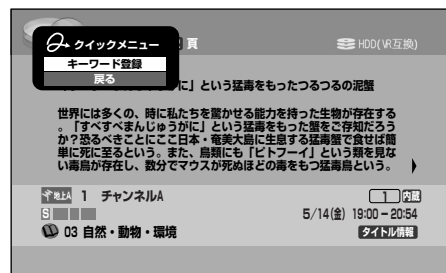 クイックメニュー
頁
HDD(VR互換)
キーワード登録
戻る
に」という猛毒をもったつるつるの泥蟹
世界には多くの、時に私たちを驚かせる能力を持った生物が存在する
。「すべすべまんじゅうがに」という猛毒をもった蟹をご存知だろう
か？恐るべきことにここ日本・奄美大島に生息する猛毒蟹で食せば簡
単に死に至るという。また、鳥類にも「ピトフーイ」という類を見な
い毒鳥が存在し、数分でマウスが死ぬほどの毒をもつ猛毒鳥という。
地上A 1 チャンネルA
1 内蔵
S
5/14(金) 19:00－20:54
03 自然・動物・環境
タイトル情報